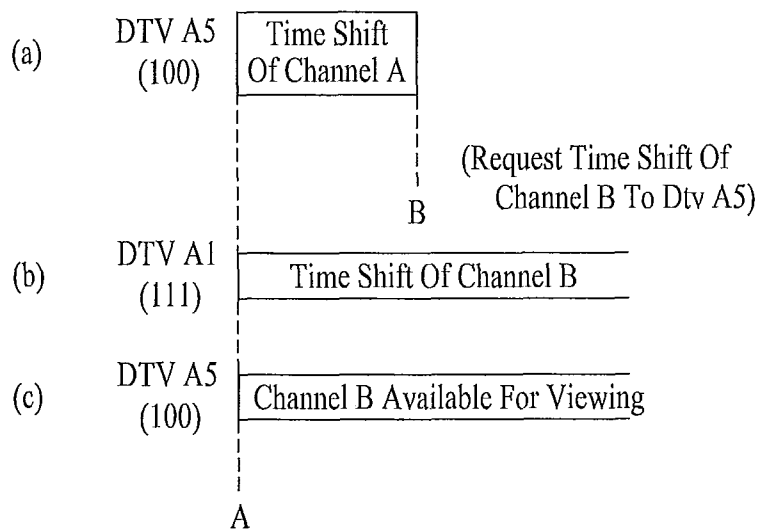 (a)
DTV A5
(100)
Time Shift
Of Channel A
(Request Time Shift Of
Channel B To Dtv A5)
B
(b)
DTV A1
(111)
Time Shift Of Channel B
(c)
DTV A5
(100)
Channel B Available For Viewing
A